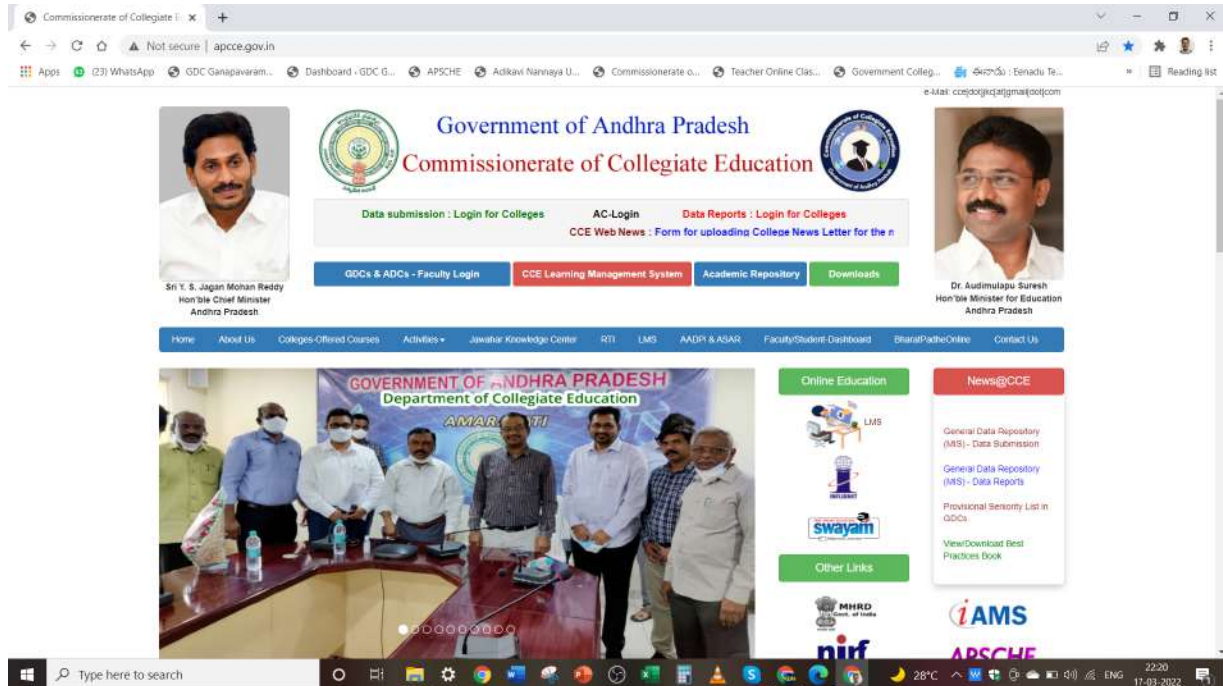 Commissionerate of Collegiate E
Not secure | apcce.gov.in
Apps
(23) WhatsApp
GDC Ganapavaram...
Dashboard ‹ GDC G...
APSCHE
Adikavi Nannaya U...
Commissionerate o...
Teacher Online Clas...
Government Colleg...
ఈనాడు : Eenadu Te...
»
Reading list
e-Mail: cce[dot]jkc[at]gmail[dot]com
Government of Andhra Pradesh
Commissionerate of Collegiate Education
Data submission : Login for Colleges
AC-Login
Data Reports : Login for Colleges
CCE Web News : Form for uploading College News Letter for the
GDCs & ADCs - Faculty Login
CCE Learning Management System
Academic Repository
Downloads
Sri Y. S. Jagan Mohan Reddy
Hon'ble Chief Minister
Andhra Pradesh
Dr. Audimulapu Suresh
Hon'ble Minister for Education
Andhra Pradesh
Home
About Us
Colleges-Offered Courses
Activities
Jawahar Knowledge Center
RTI
LMS
AADPI & ASAR
Faculty/Student-Dashboard
BharatPadheOnline
Contact Us
GOVERNMENT OF ANDHRA PRADESH
Department of Collegiate Education
Online Education
LMS
INFLIBNET
swayam
Other Links
MHRD
Govt. of India
nirf
News@CCE
General Data Repository
(MIS) - Data Submission
General Data Repository
(MIS) - Data Reports
Provisional Seniority List in
GDCs
View/Download Best
Practices Book
iAMS
APSCHE
Type here to search
28°C
ENG
22:20
17-03-2022